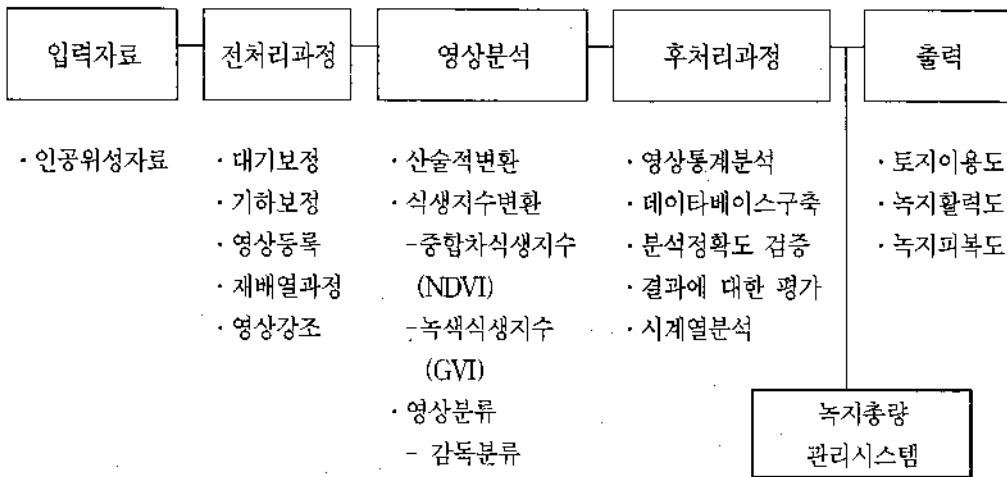 입력자료
전처리과정
영상분석
후처리과정
출력
· 인공위성자료
· 대기보정
· 기하보정
· 영상등록
· 재배열과정
· 영상강조
· 산술적변환
· 식생지수변환
-중합차식생지수
(NDVI)
-녹색식생지수
(GVI)
· 영상분류
- 감독분류
· 영상통계분석
· 데이타베이스구축
· 분석정확도 검증
· 결과에 대한 평가
· 시계열분석
· 토지이용도
· 녹지활력도
· 녹지피복도
녹지총량
관리시스템